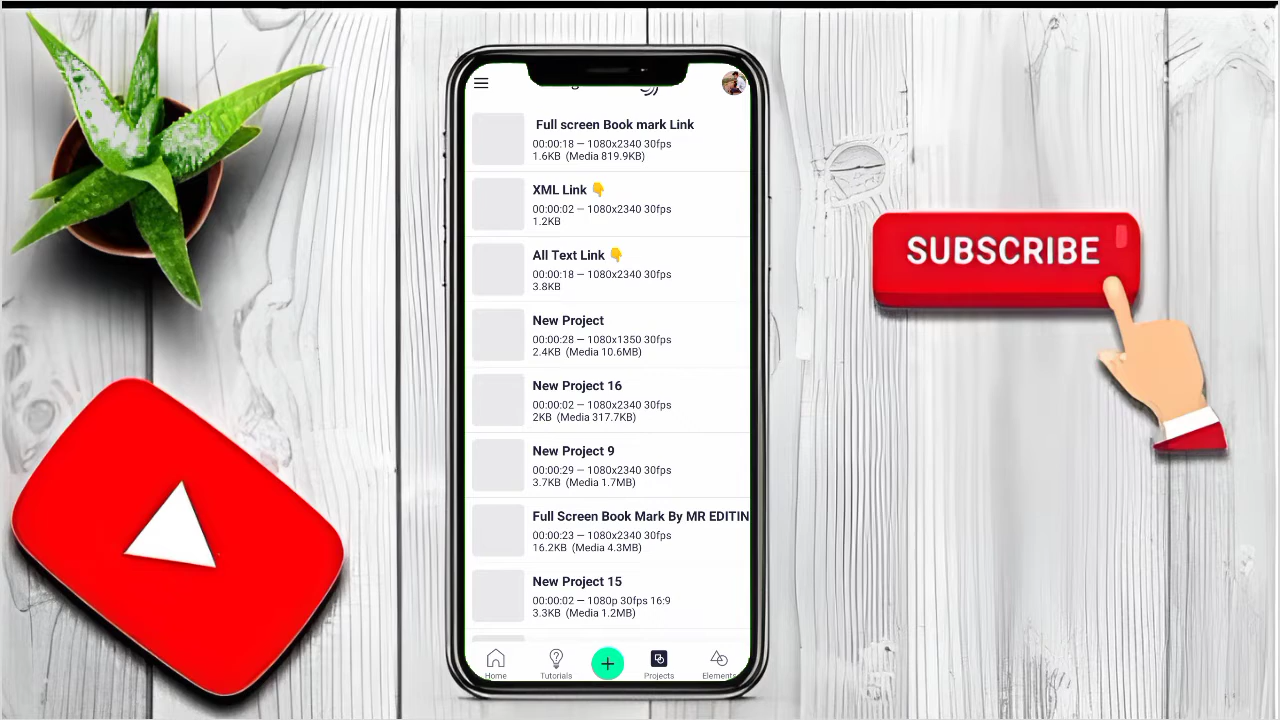 Full screen Book mark Link
00:00:18 — 1080x2340 30fps
1.6KB (Media 819.9KB)
XML Link 👇
00:00:02 — 1080x2340 30fps
1.2KB
All Text Link 👇
00:00:18 — 1080x2340 30fps
3.8KB
New Project
00:00:28 — 1080x1350 30fps
2.4KB (Media 10.6MB)
New Project 16
00:00:02 — 1080x2340 30fps
2KB (Media 317.7KB)
New Project 9
00:00:29 — 1080x2340 30fps
3.7KB (Media 1.7MB)
Full Screen Book Mark By MR EDITIN
00:00:23 — 1080x2340 30fps
16.2KB (Media 4.3MB)
New Project 15
00:00:02 — 1080p 30fps 16:9
3.3KB (Media 1.2MB)
Home Tutorials Projects Elements
SUBSCRIBE